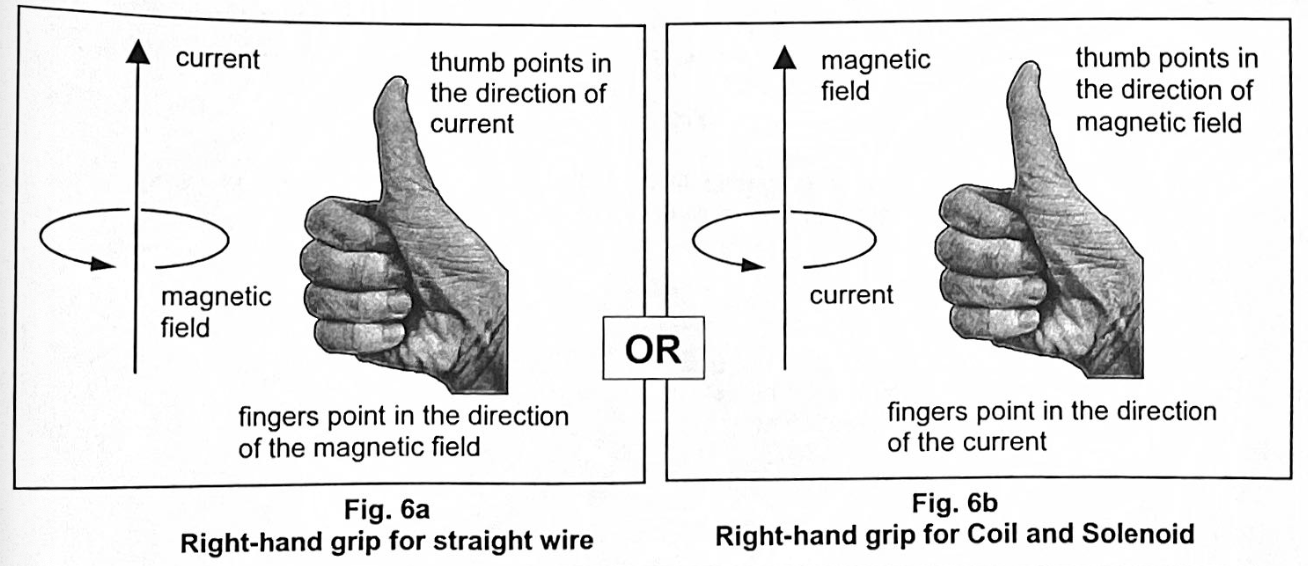 current
thumb points in
the direction of
current
magnetic
field
fingers point in the direction
of the magnetic field
Fig. 6a
Right-hand grip for straight wire
OR
magnetic
field
thumb points in
the direction of
magnetic field
current
fingers point in the direction
of the current
Fig. 6b
Right-hand grip for Coil and Solenoid